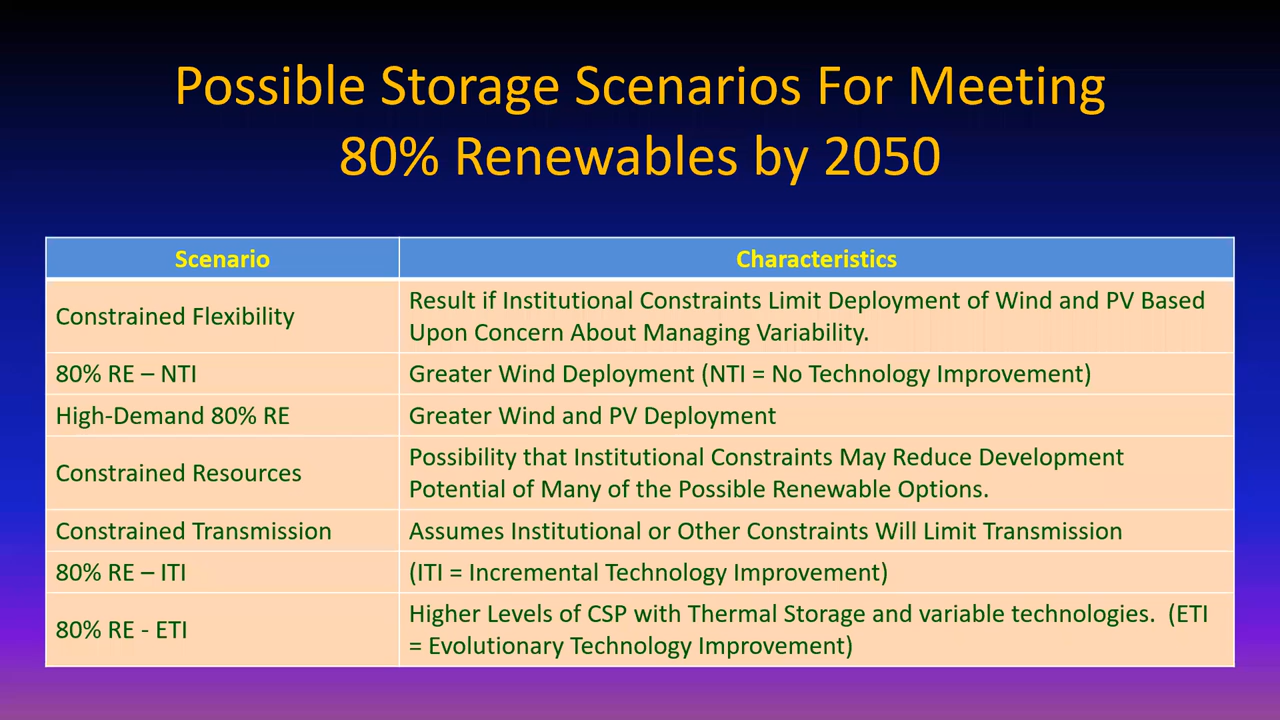 Possible Storage Scenarios For Meeting
80% Renewables by 2050
Scenario
Characteristics
Constrained Flexibility
Result if Institutional Constraints Limit Deployment of Wind and PV Based
Upon Concern About Managing Variability.
80% RE – NTI
Greater Wind Deployment (NTI = No Technology Improvement)
High-Demand 80% RE
Greater Wind and PV Deployment
Constrained Resources
Possibility that Institutional Constraints May Reduce Development
Potential of Many of the Possible Renewable Options.
Constrained Transmission
Assumes Institutional or Other Constraints Will Limit Transmission
80% RE – ITI
(ITI = Incremental Technology Improvement)
80% RE - ETI
Higher Levels of CSP with Thermal Storage and variable technologies.  (ETI
= Evolutionary Technology Improvement)